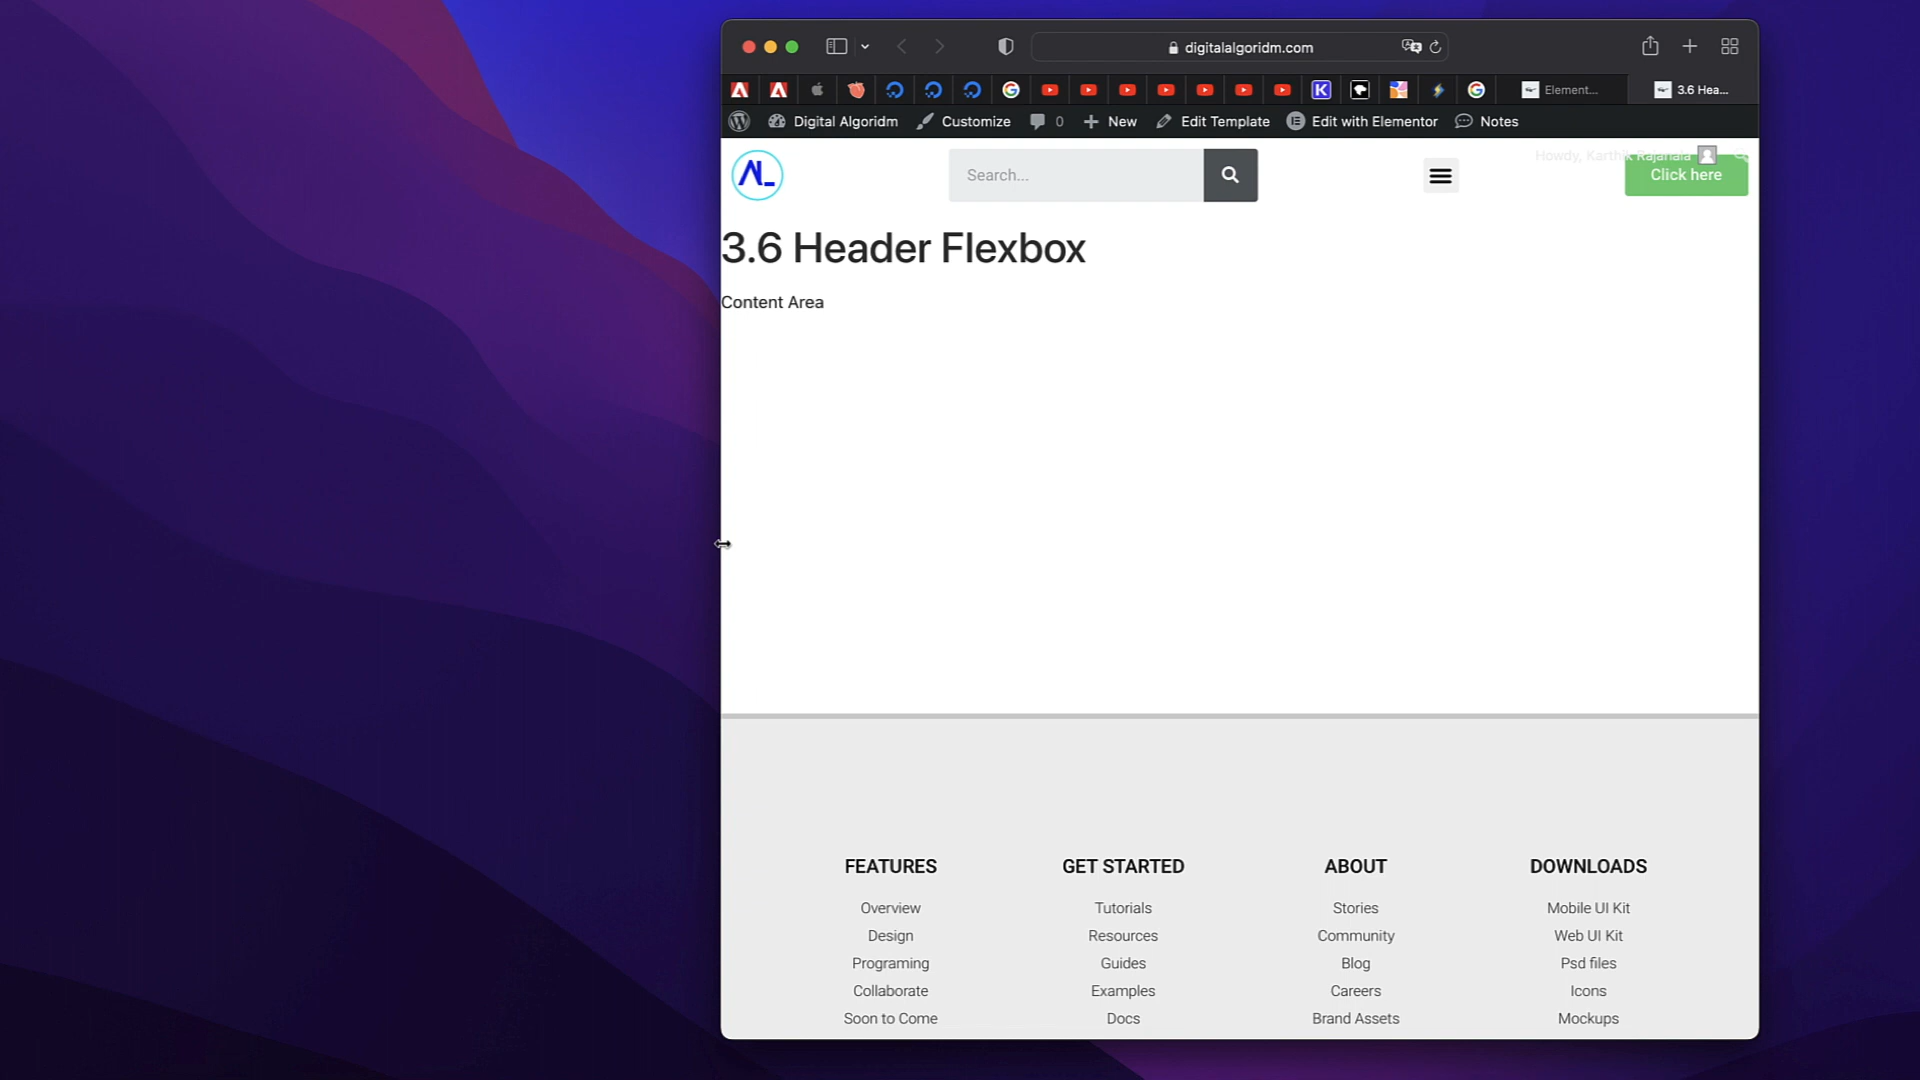 digitalalgoridm.com
Element...
3.6 Hea...
Digital Algoridm Customize 0 New Edit Template Edit with Elementor Notes
Howdy, Karthik Rajanala
Search...
Click here
3.6 Header Flexbox
Content Area
FEATURES GET STARTED ABOUT DOWNLOADS
Overview Tutorials Stories Mobile UI Kit
Design Resources Community Web UI Kit
Programing Guides Blog Psd files
Collaborate Examples Careers Icons
Soon to Come Docs Brand Assets Mockups